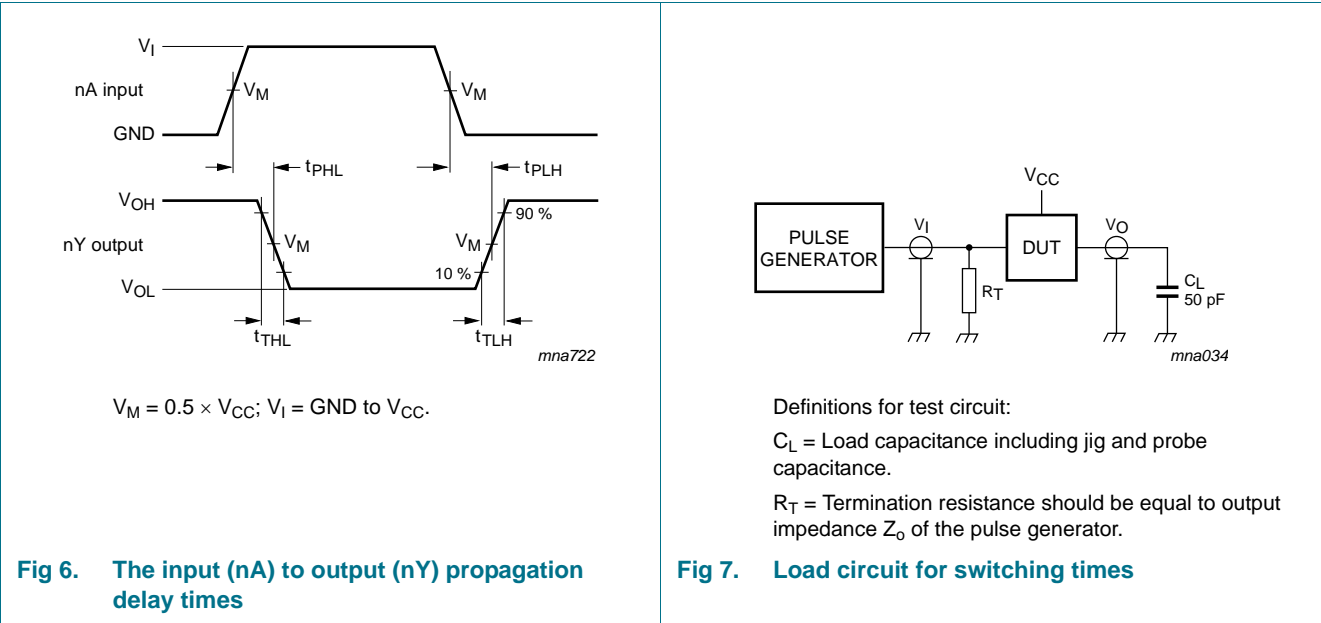 V_I
nA input
V_M
V_M
GND
t_PHL
t_PLH
V_OH
90 %
nY output
V_M
V_M
10 %
V_OL
t_THL
t_TLH
mna722
V_M = 0.5 × V_CC; V_I = GND to V_CC.
Fig 6. The input (nA) to output (nY) propagation
delay times
V_CC
PULSE
GENERATOR
V_I
DUT
V_O
R_T
C_L
50 pF
mna034
Definitions for test circuit:
C_L = Load capacitance including jig and probe
capacitance.
R_T = Termination resistance should be equal to output
impedance Z_o of the pulse generator.
Fig 7. Load circuit for switching times